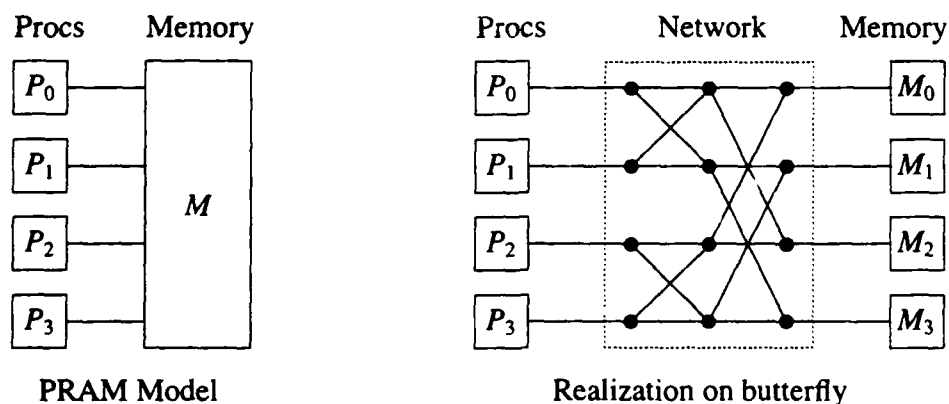 Procs Memory
P₀
P₁
M
P₂
P₃
PRAM Model
Procs Network Memory
P₀ M₀
P₁ M₁
P₂ M₂
P₃ M₃
Realization on butterfly